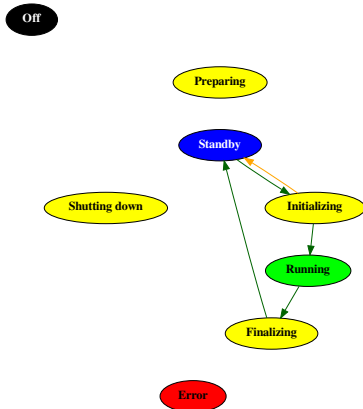 Off
Preparing
Standby
Shutting down
Initializing
Running
Finalizing
Error